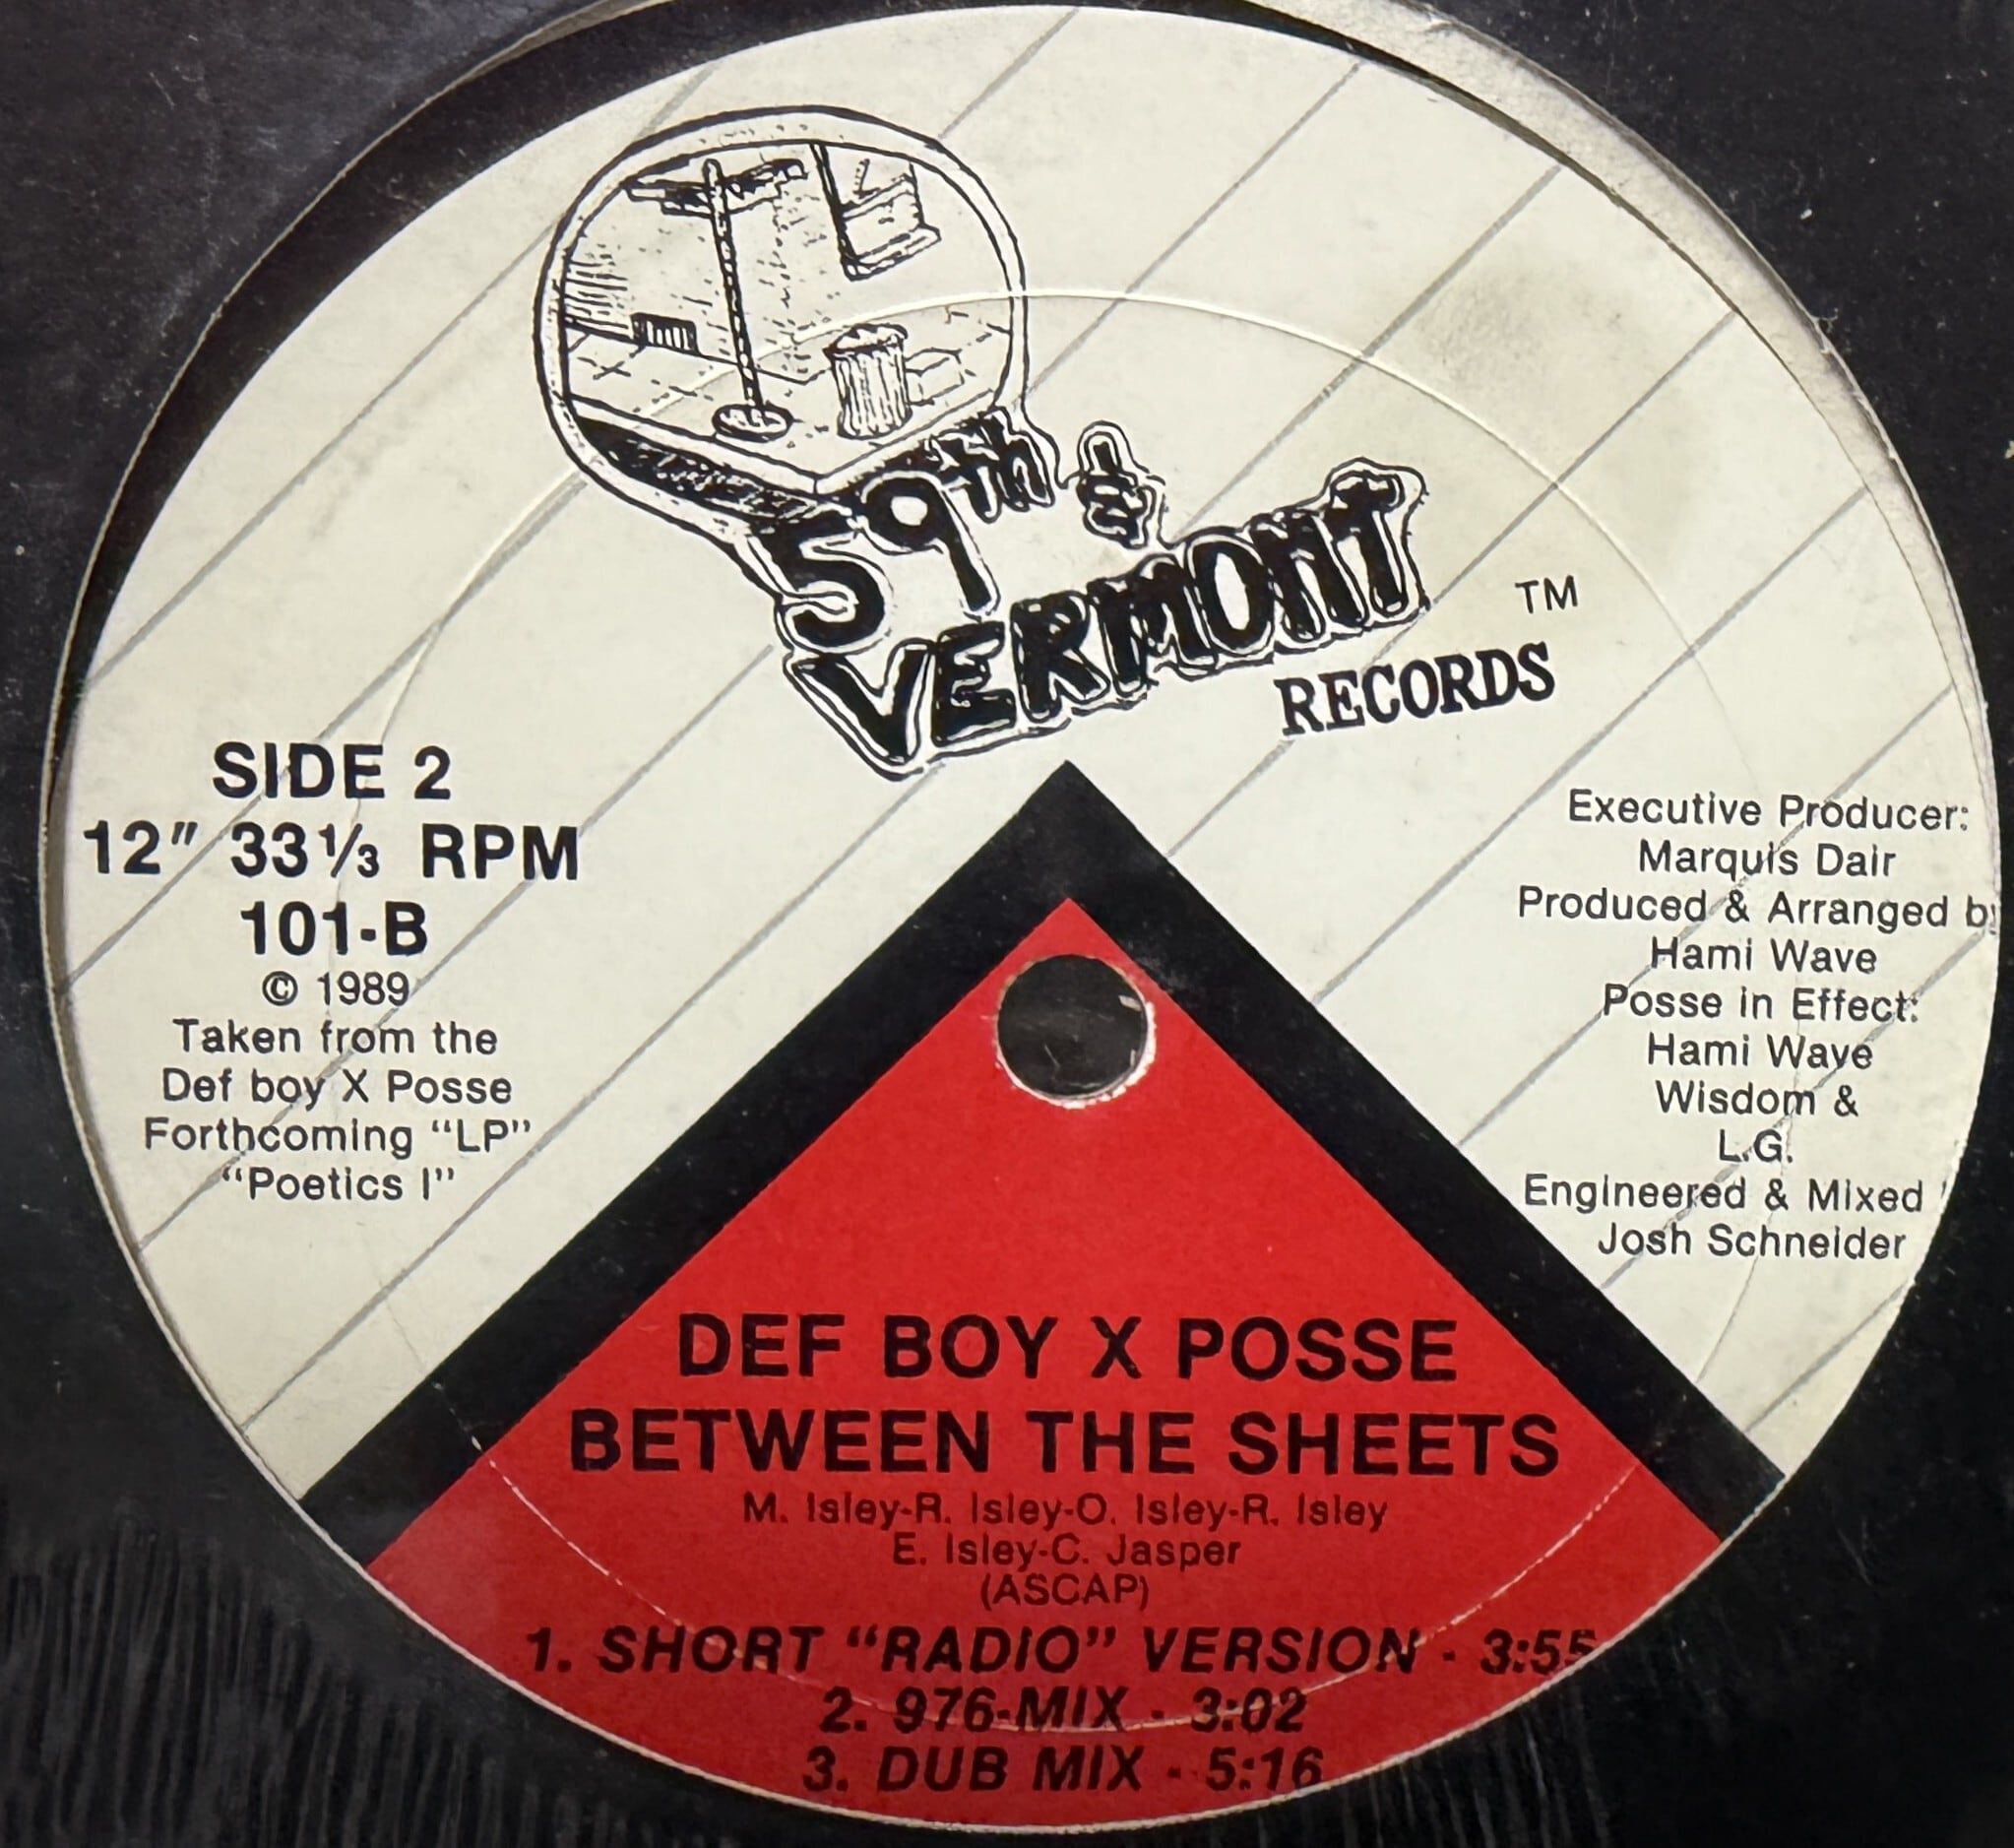 59th &
VERMONT
TM
RECORDS
SIDE 2
12" 33⅓ RPM
101-B
© 1989
Taken from the
Def boy X Posse
Forthcoming “LP”
“Poetics I”
Executive Producer:
Marquis Dair
Produced & Arranged by
Hami Wave
Posse in Effect:
Hami Wave
Wisdom &
L.G.
Engineered & Mixed
Josh Schneider
DEF BOY X POSSE
BETWEEN THE SHEETS
M. Isley-R. Isley-O. Isley-R. Isley
E. Isley-C. Jasper
(ASCAP)
1. SHORT “RADIO” VERSION - 3:55
2. 976-MIX - 3:02
3. DUB MIX - 5:16